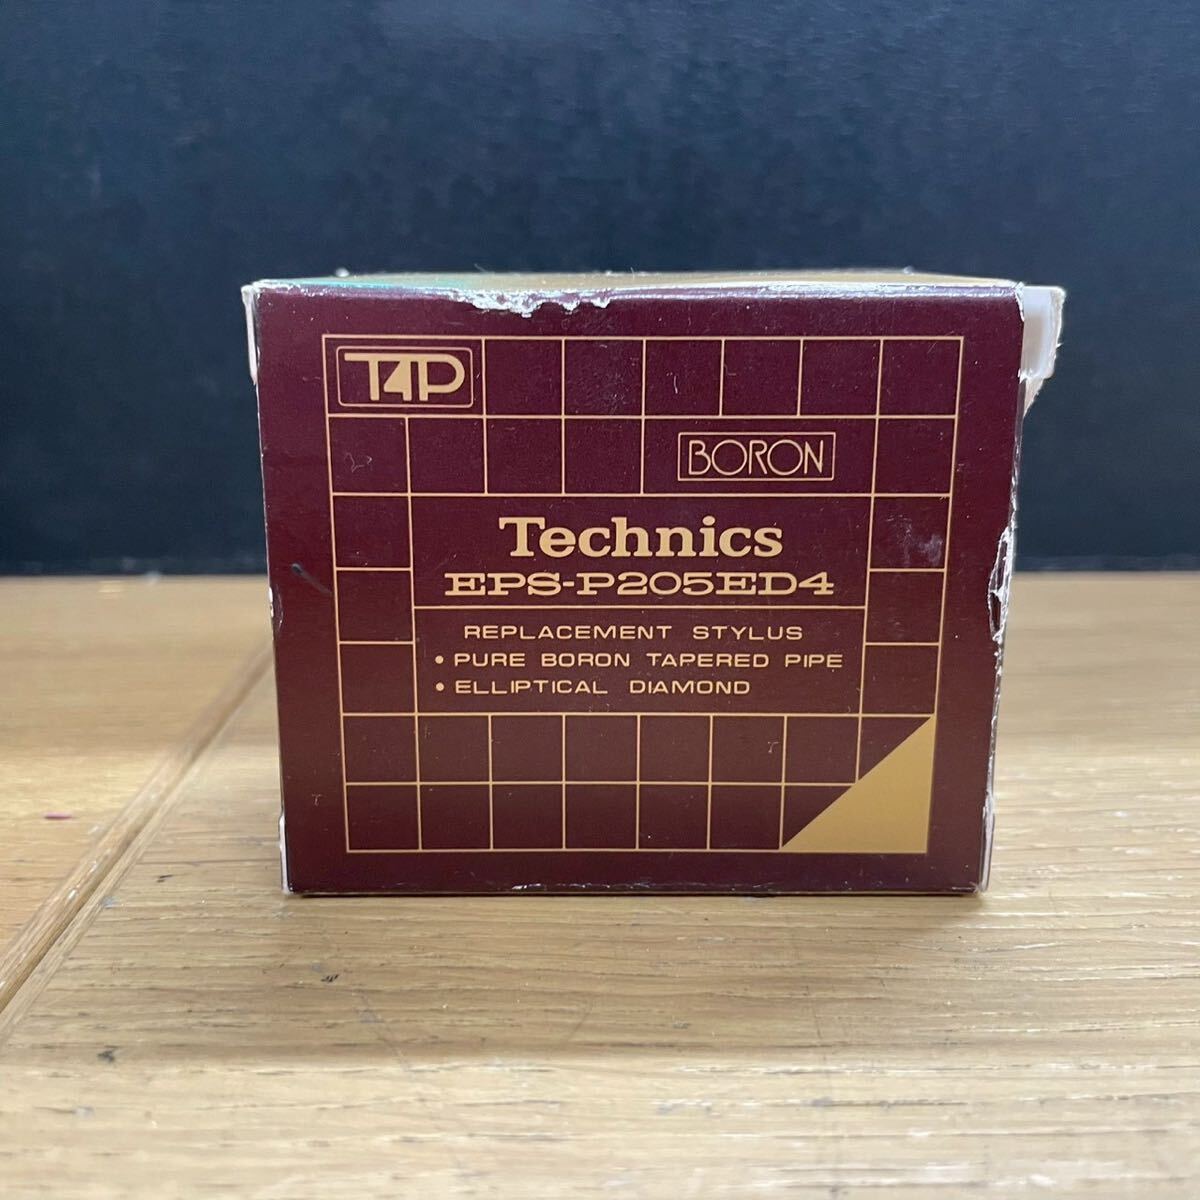 T4P
BORON
Technics
EPS-P205ED4
REPLACEMENT STYLUS
• PURE BORON TAPERED PIPE
• ELLIPTICAL DIAMOND